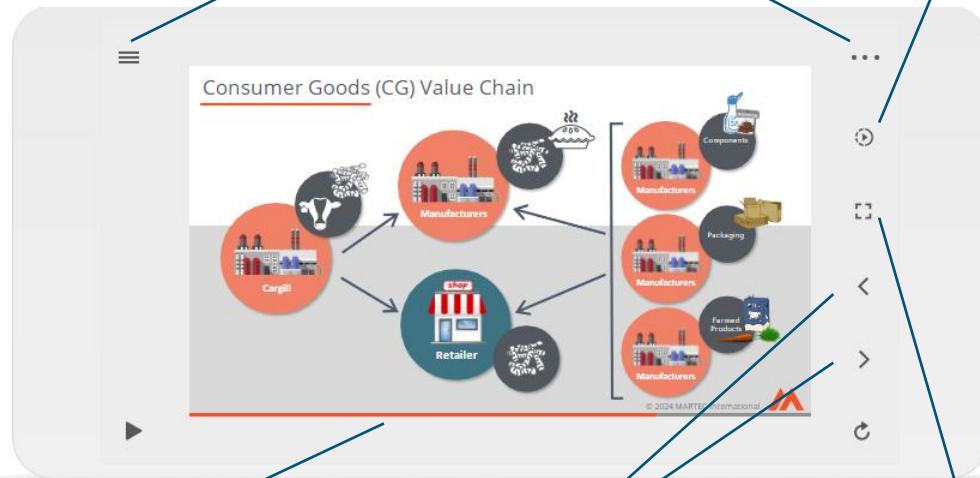 Consumer Goods (CG) Value Chain
Components
Manufacturers
Manufacturers
Packaging
Cargill
Manufacturers
shop
Retailer
Farmed
Products
Manufacturers
© 2024 MARTEC International